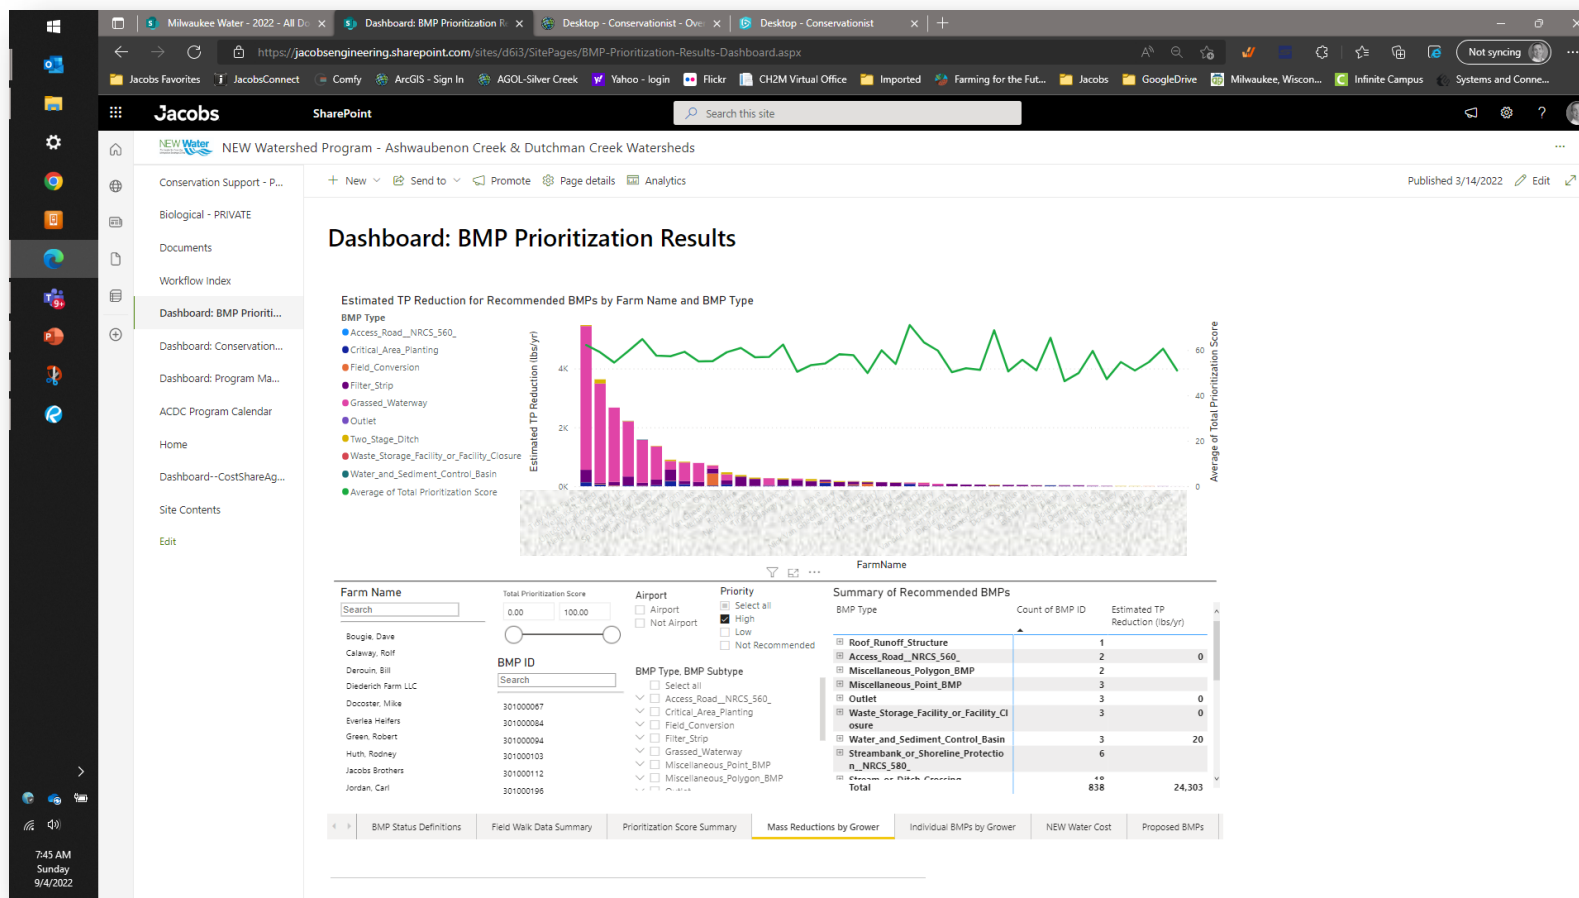 Milwaukee Water - 2022 - All Do
Dashboard: BMP Prioritization R
Desktop - Conservationist - Over
Desktop - Conservationist
https://jacobsengineering.sharepoint.com/sites/d6i3/SitePages/BMP-Prioritization-Results-Dashboard.aspx
Not syncing
Jacobs Favorites
JacobsConnect
Comfy
ArcGIS - Sign In
AGOL-Silver Creek
Yahoo - login
Flickr
CH2M Virtual Office
Imported
Farming for the Fut...
Jacobs
GoogleDrive
Milwaukee, Wiscon...
Infinite Campus
Systems and Conne...
Jacobs
SharePoint
Search this site
NEW Water
NEW Watershed Program - Ashwaubenon Creek & Dutchman Creek Watersheds
Conservation Support - P...
Biological - PRIVATE
Documents
Workflow Index
Dashboard: BMP Prioriti...
Dashboard: Conservation...
Dashboard: Program Ma...
ACDC Program Calendar
Home
Dashboard--CostShareAg...
Site Contents
Edit
New
Send to
Promote
Page details
Analytics
Published 3/14/2022
Edit
Dashboard: BMP Prioritization Results
Estimated TP Reduction for Recommended BMPs by Farm Name and BMP Type
BMP Type
Access_Road__NRCS_560_
Critical_Area_Planting
Field_Conversion
Filter_Strip
Grassed_Waterway
Outlet
Two_Stage_Ditch
Waste_Storage_Facility_or_Facility_Closure
Water_and_Sediment_Control_Basin
Average of Total Prioritization Score
Estimated TP Reduction (lbs/yr)
4K
2K
0K
60
40
20
0
Average of Total Prioritization Score
FarmName
Farm Name
Search
Bougie, Dave
Calaway, Rolf
Derouin, Bill
Diederich Farm LLC
Docoster, Mike
Everlea Heifers
Green, Robert
Huth, Rodney
Jacobs Brothers
Jordan, Carl
Total Prioritization Score
0.00
100.00
BMP ID
Search
301000067
301000084
301000094
301000103
301000112
301000196
Airport
Airport
Not Airport
Priority
Select all
High
Low
Not Recommended
BMP Type, BMP Subtype
Select all
Access_Road__NRCS_560_
Critical_Area_Planting
Field_Conversion
Filter_Strip
Grassed_Waterway
Miscellaneous_Point_BMP
Miscellaneous_Polygon_BMP
Outlet
Summary of Recommended BMPs
BMP Type Count of BMP ID Estimated TP
Reduction (lbs/yr)
Roof_Runoff_Structure 1
Access_Road__NRCS_560_ 2 0
Miscellaneous_Polygon_BMP 2
Miscellaneous_Point_BMP 3
Outlet 3 0
Waste_Storage_Facility_or_Facility_Cl 3 0
osure
Water_and_Sediment_Control_Basin 3 20
Streambank_or_Shoreline_Protectio 6
n__NRCS_580_
Stream_or_Ditch_Crossing 18
Total 838 24,303
BMP Status Definitions
Field Walk Data Summary
Prioritization Score Summary
Mass Reductions by Grower
Individual BMPs by Grower
NEW Water Cost
Proposed BMPs
9+
7:45 AM
Sunday
9/4/2022